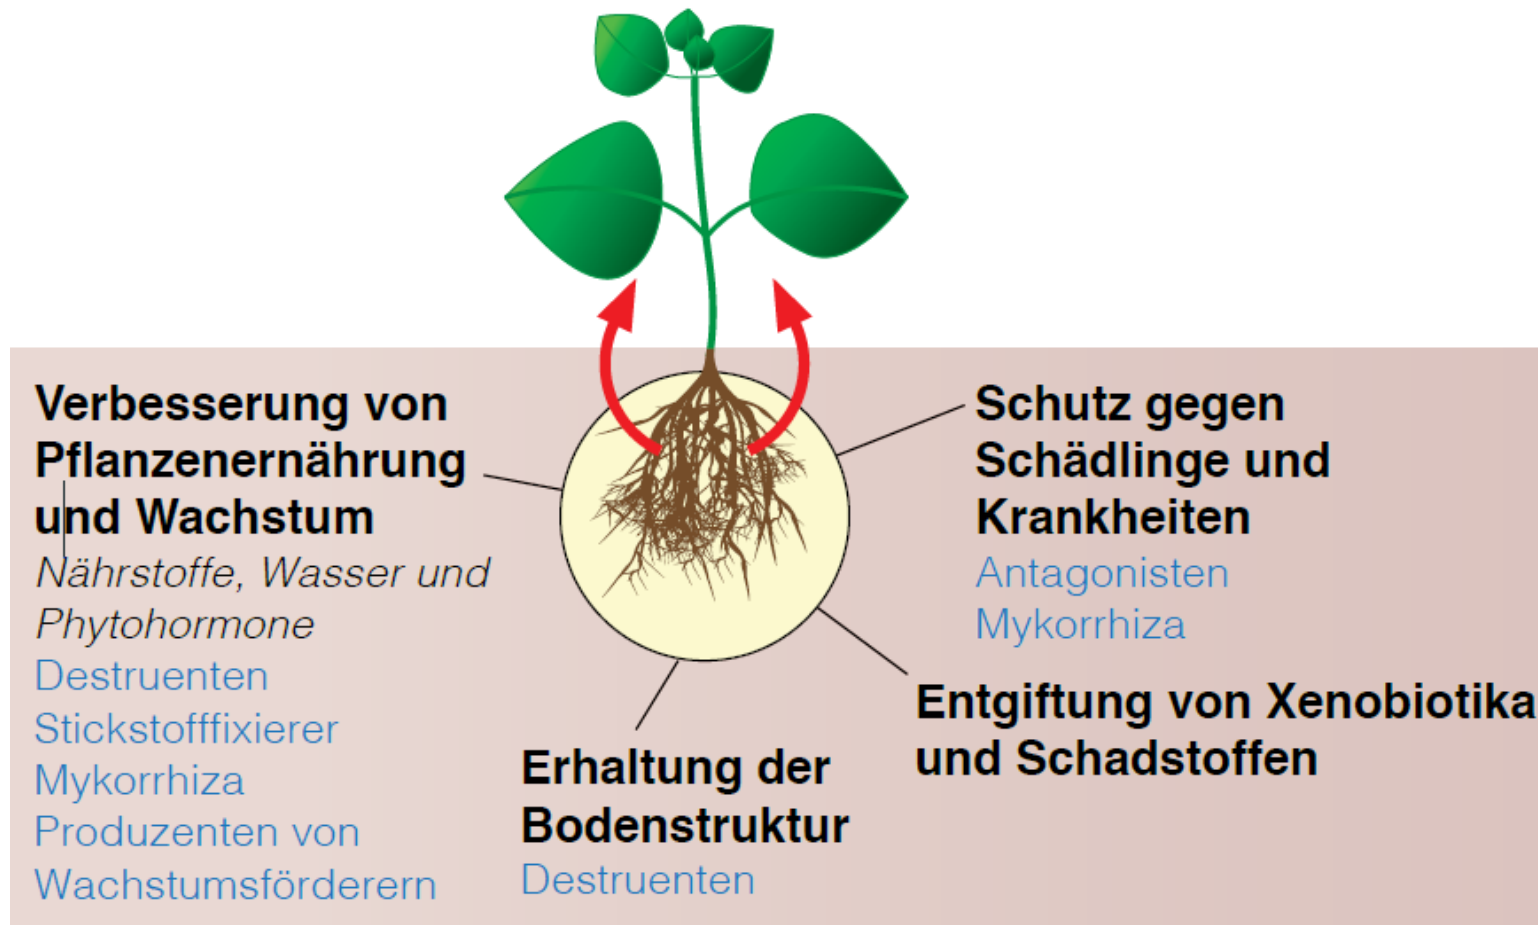 Verbesserung von
Pflanzenernährung
und Wachstum
Nährstoffe, Wasser und
Phytohormone
Destruenten
Stickstofffixierer
Mykorrhiza
Produzenten von
Wachstumsförderern
Erhaltung der
Bodenstruktur
Destruenten
Schutz gegen
Schädlinge und
Krankheiten
Antagonisten
Mykorrhiza
Entgiftung von Xenobiotika
und Schadstoffen